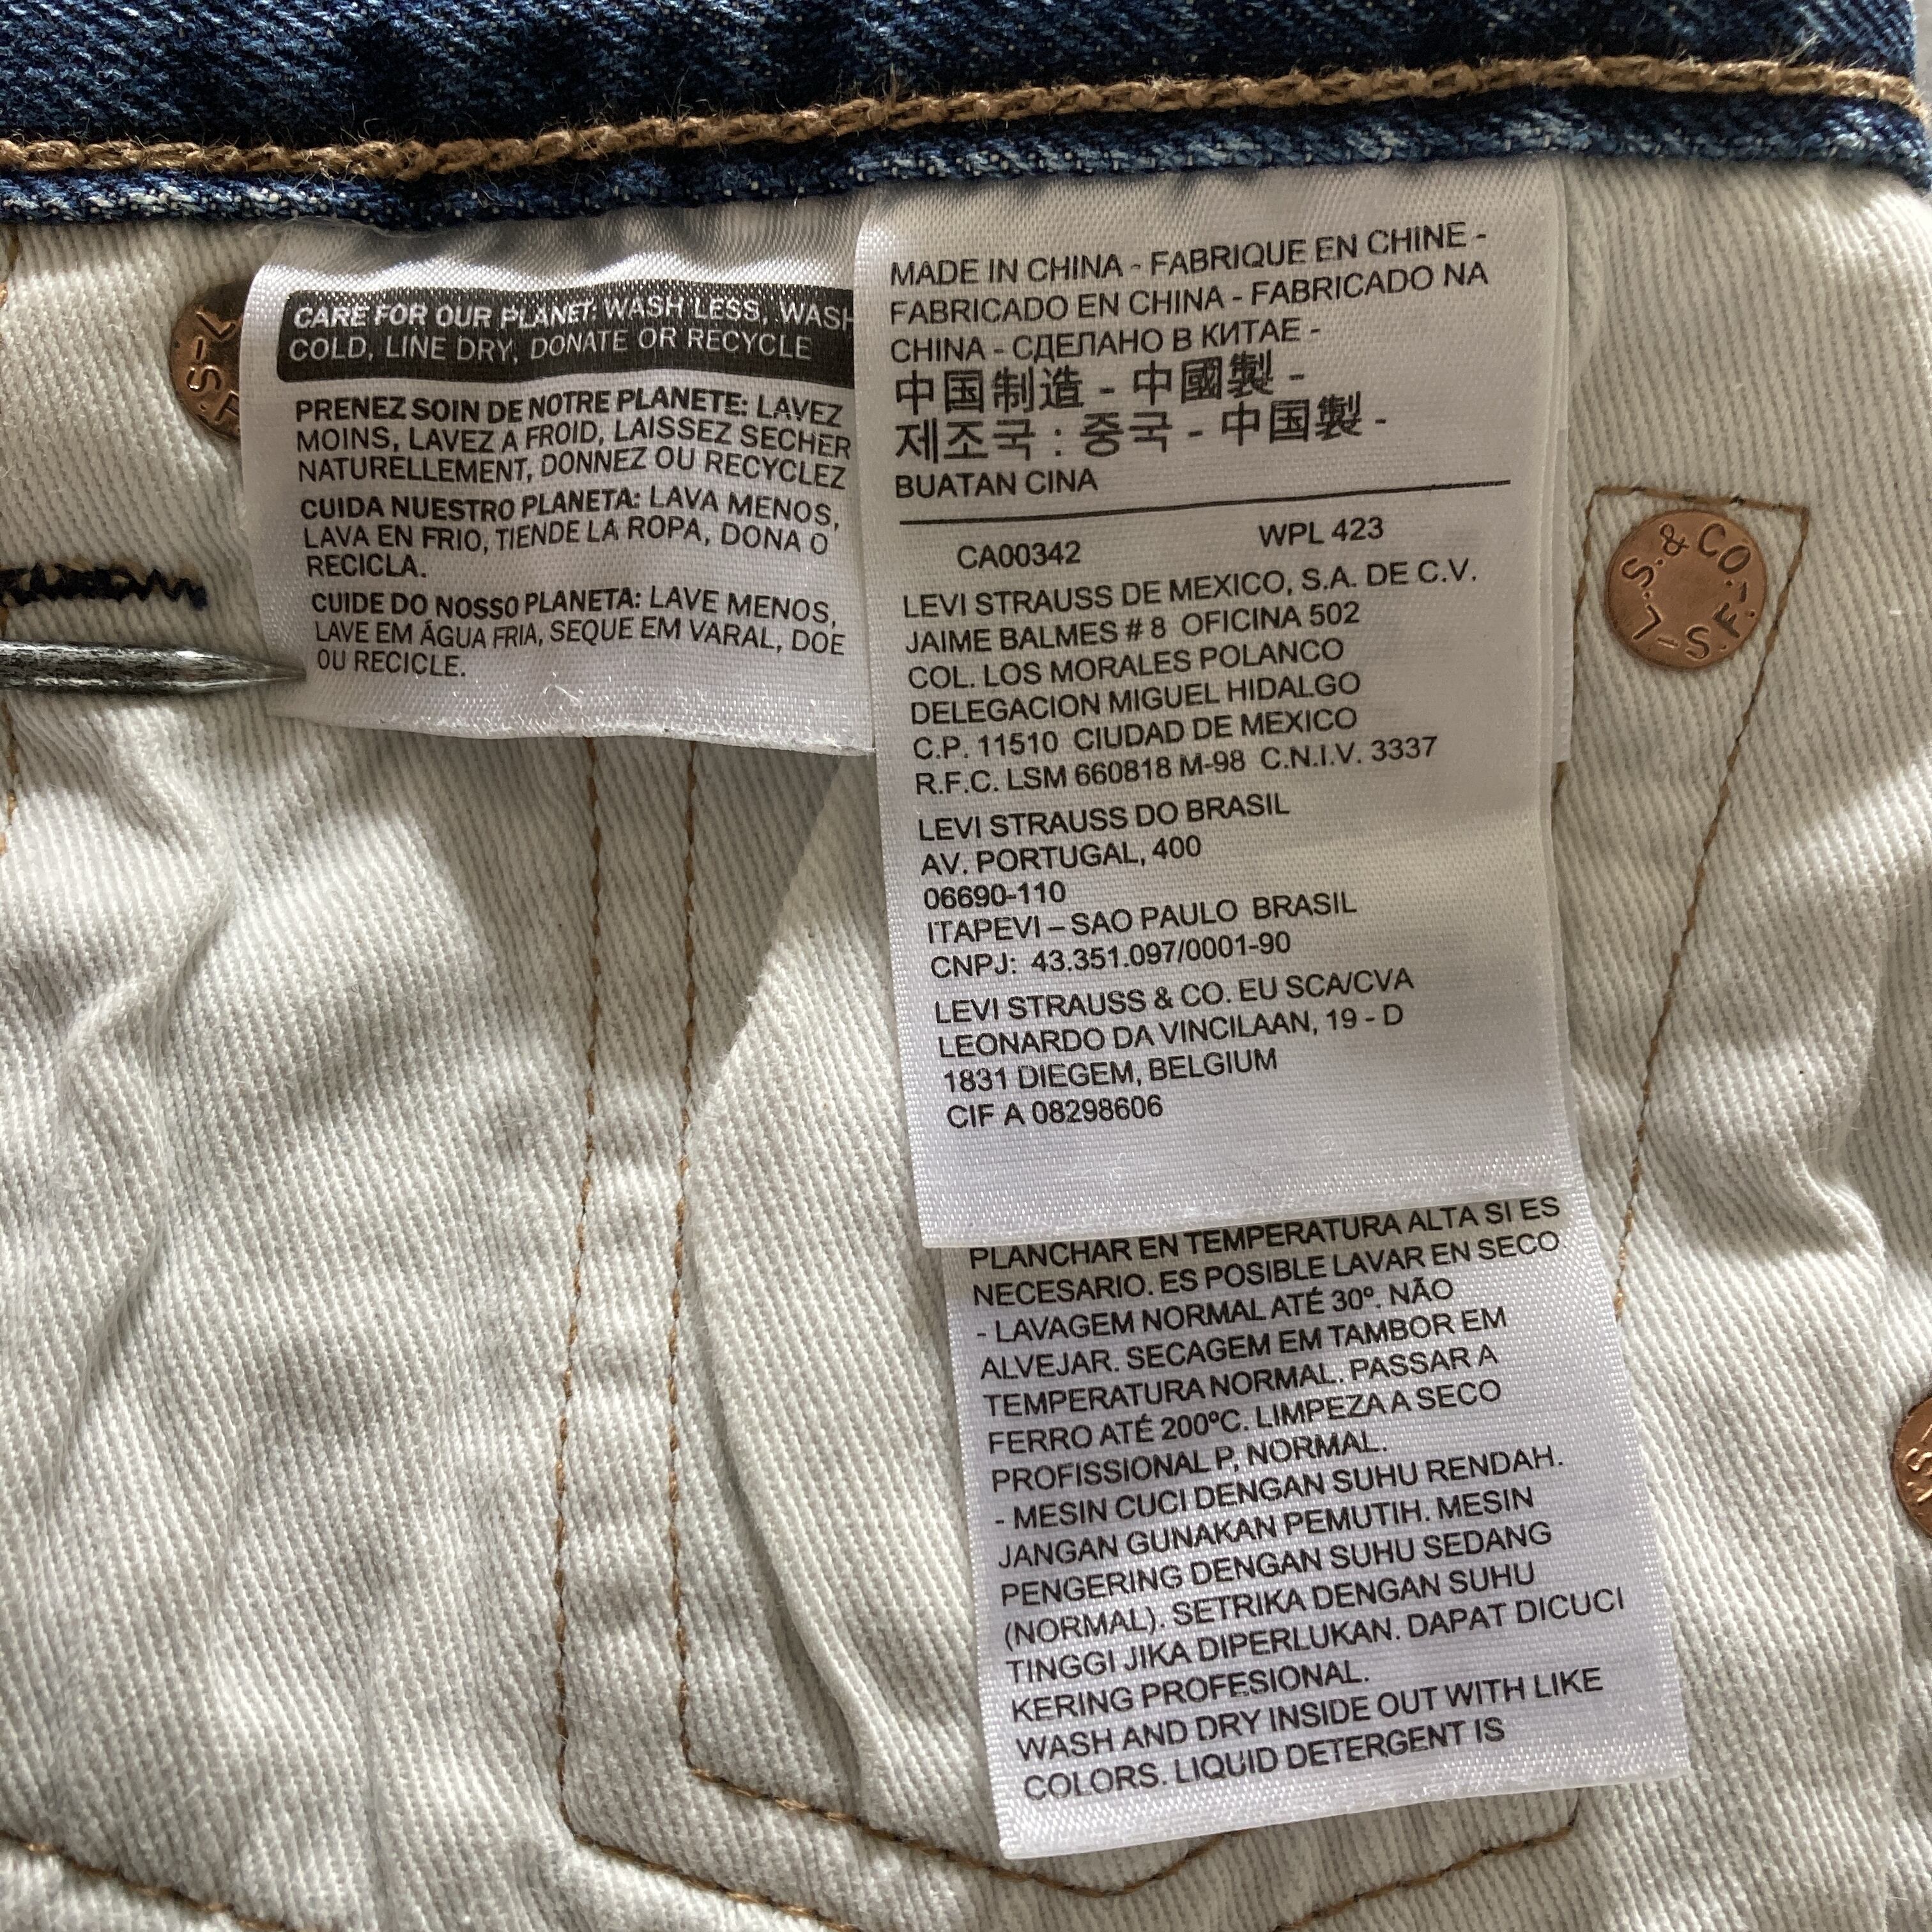 CARE FOR OUR PLANET: WASH LESS, WASH
COLD, LINE DRY, DONATE OR RECYCLE
PRENEZ SOIN DE NOTRE PLANETE: LAVEZ
MOINS, LAVEZ A FROID, LAISSEZ SECHER
NATURELLEMENT, DONNEZ OU RECYCLEZ
CUIDA NUESTRO PLANETA: LAVA MENOS,
LAVA EN FRIO, TIENDE LA ROPA, DONA O
RECICLA.
CUIDE DO NOSSO PLANETA: LAVE MENOS,
LAVE EM ÁGUA FRIA, SEQUE EM VARAL, DOE
OU RECICLE.
MADE IN CHINA - FABRIQUE EN CHINE -
FABRICADO EN CHINA - FABRICADO NA
CHINA - СДЕЛАНО В КИТАЕ -
中国制造 - 中國製 -
제조국 : 중국 - 中国製 -
BUATAN CINA
CA00342 WPL 423
LEVI STRAUSS DE MEXICO, S.A. DE C.V.
JAIME BALMES # 8 OFICINA 502
COL. LOS MORALES POLANCO
DELEGACION MIGUEL HIDALGO
C.P. 11510 CIUDAD DE MEXICO
R.F.C. LSM 660818 M-98 C.N.I.V. 3337
LEVI STRAUSS DO BRASIL
AV. PORTUGAL, 400
06690-110
ITAPEVI – SAO PAULO BRASIL
CNPJ: 43.351.097/0001-90
LEVI STRAUSS & CO. EU SCA/CVA
LEONARDO DA VINCILAAN, 19 - D
1831 DIEGEM, BELGIUM
CIF A 08298606
PLANCHAR EN TEMPERATURA ALTA SI ES
NECESARIO. ES POSIBLE LAVAR EN SECO
- LAVAGEM NORMAL ATÉ 30º. NÃO
ALVEJAR. SECAGEM EM TAMBOR EM
TEMPERATURA NORMAL. PASSAR A
FERRO ATÉ 200ºC. LIMPEZA A SECO
PROFISSIONAL P, NORMAL.
- MESIN CUCI DENGAN SUHU RENDAH.
JANGAN GUNAKAN PEMUTIH. MESIN
PENGERING DENGAN SUHU SEDANG
(NORMAL). SETRIKA DENGAN SUHU
TINGGI JIKA DIPERLUKAN. DAPAT DICUCI
KERING PROFESIONAL.
WASH AND DRY INSIDE OUT WITH LIKE
COLORS. LIQUID DETERGENT IS
L.S. & CO.-S.F.-